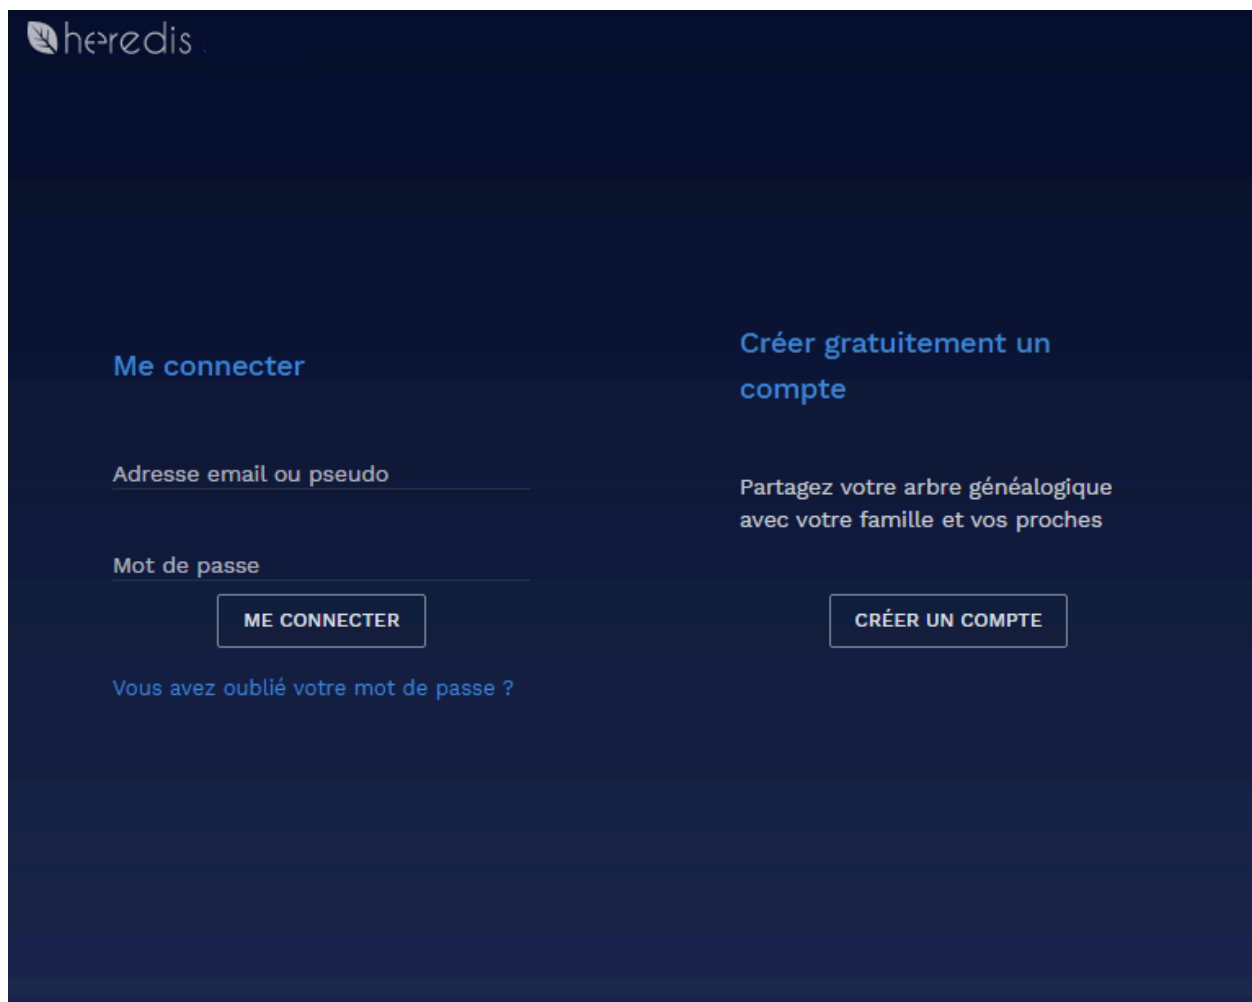 heredis
Me connecter
Adresse email ou pseudo
Mot de passe
ME CONNECTER
Vous avez oublié votre mot de passe ?
Créer gratuitement un
compte
Partagez votre arbre généalogique
avec votre famille et vos proches
CRÉER UN COMPTE